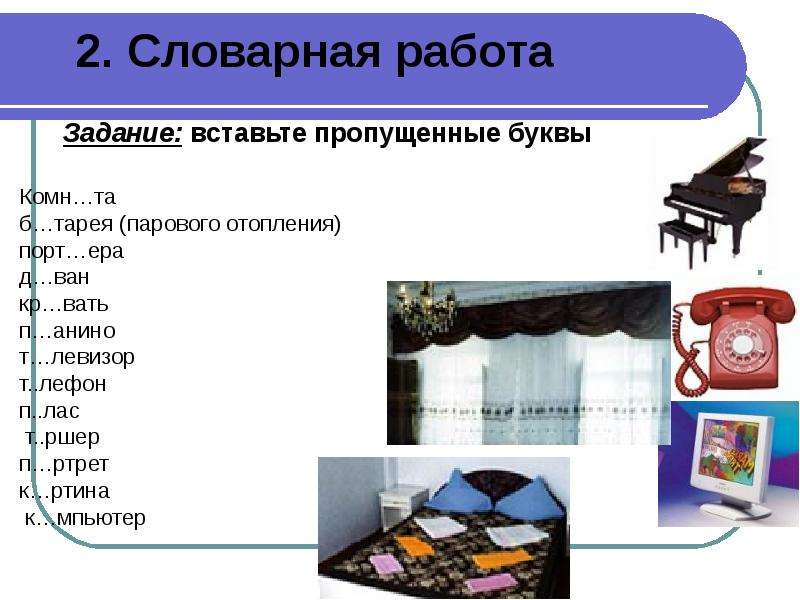 2. Словарная работа
Задание: вставьте пропущенные буквы
Комн…та
б…тарея (парового отопления)
порт…ера
д…ван
кр…вать
п…анино
т…левизор
т..лефон
п..лас
т..ршер
п…ртрет
к…ртина
к…мпьютер